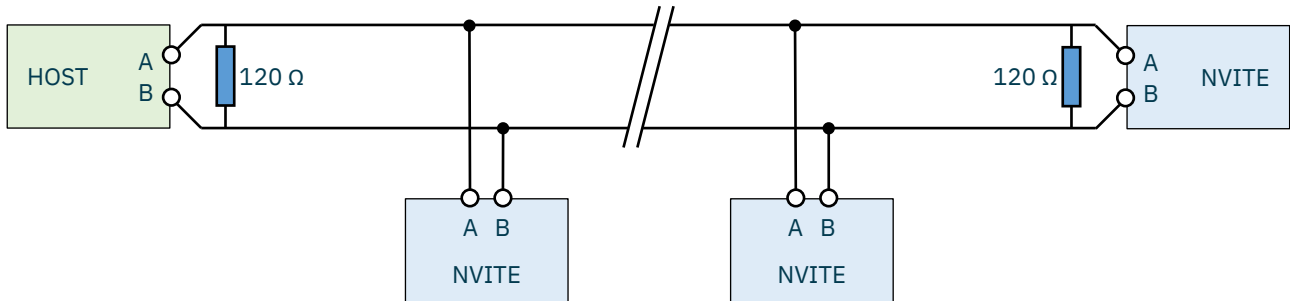 HOST
A
B
120 Ω
120 Ω
A
B
NVITE
A B
NVITE
A B
NVITE